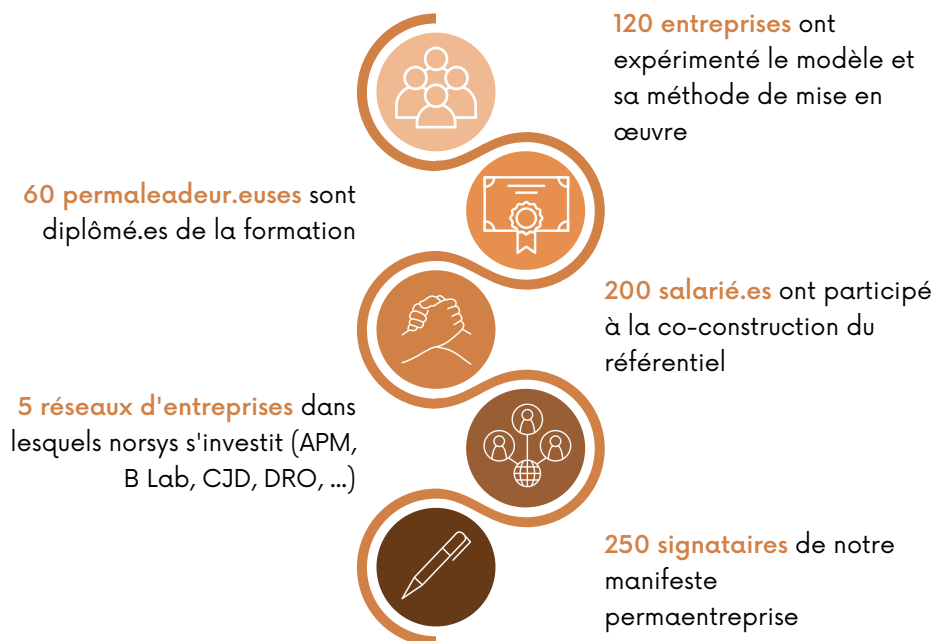 120 entreprises ont
expérimenté le modèle et
sa méthode de mise en
œuvre
60 permaleadeur.euses sont
diplômé.es de la formation
200 salarié.es ont participé
à la co-construction du
référentiel
5 réseaux d'entreprises dans
lesquels norsys s'investit (APM,
B Lab, CJD, DRO, ...)
250 signataires de notre
manifeste
permaentreprise